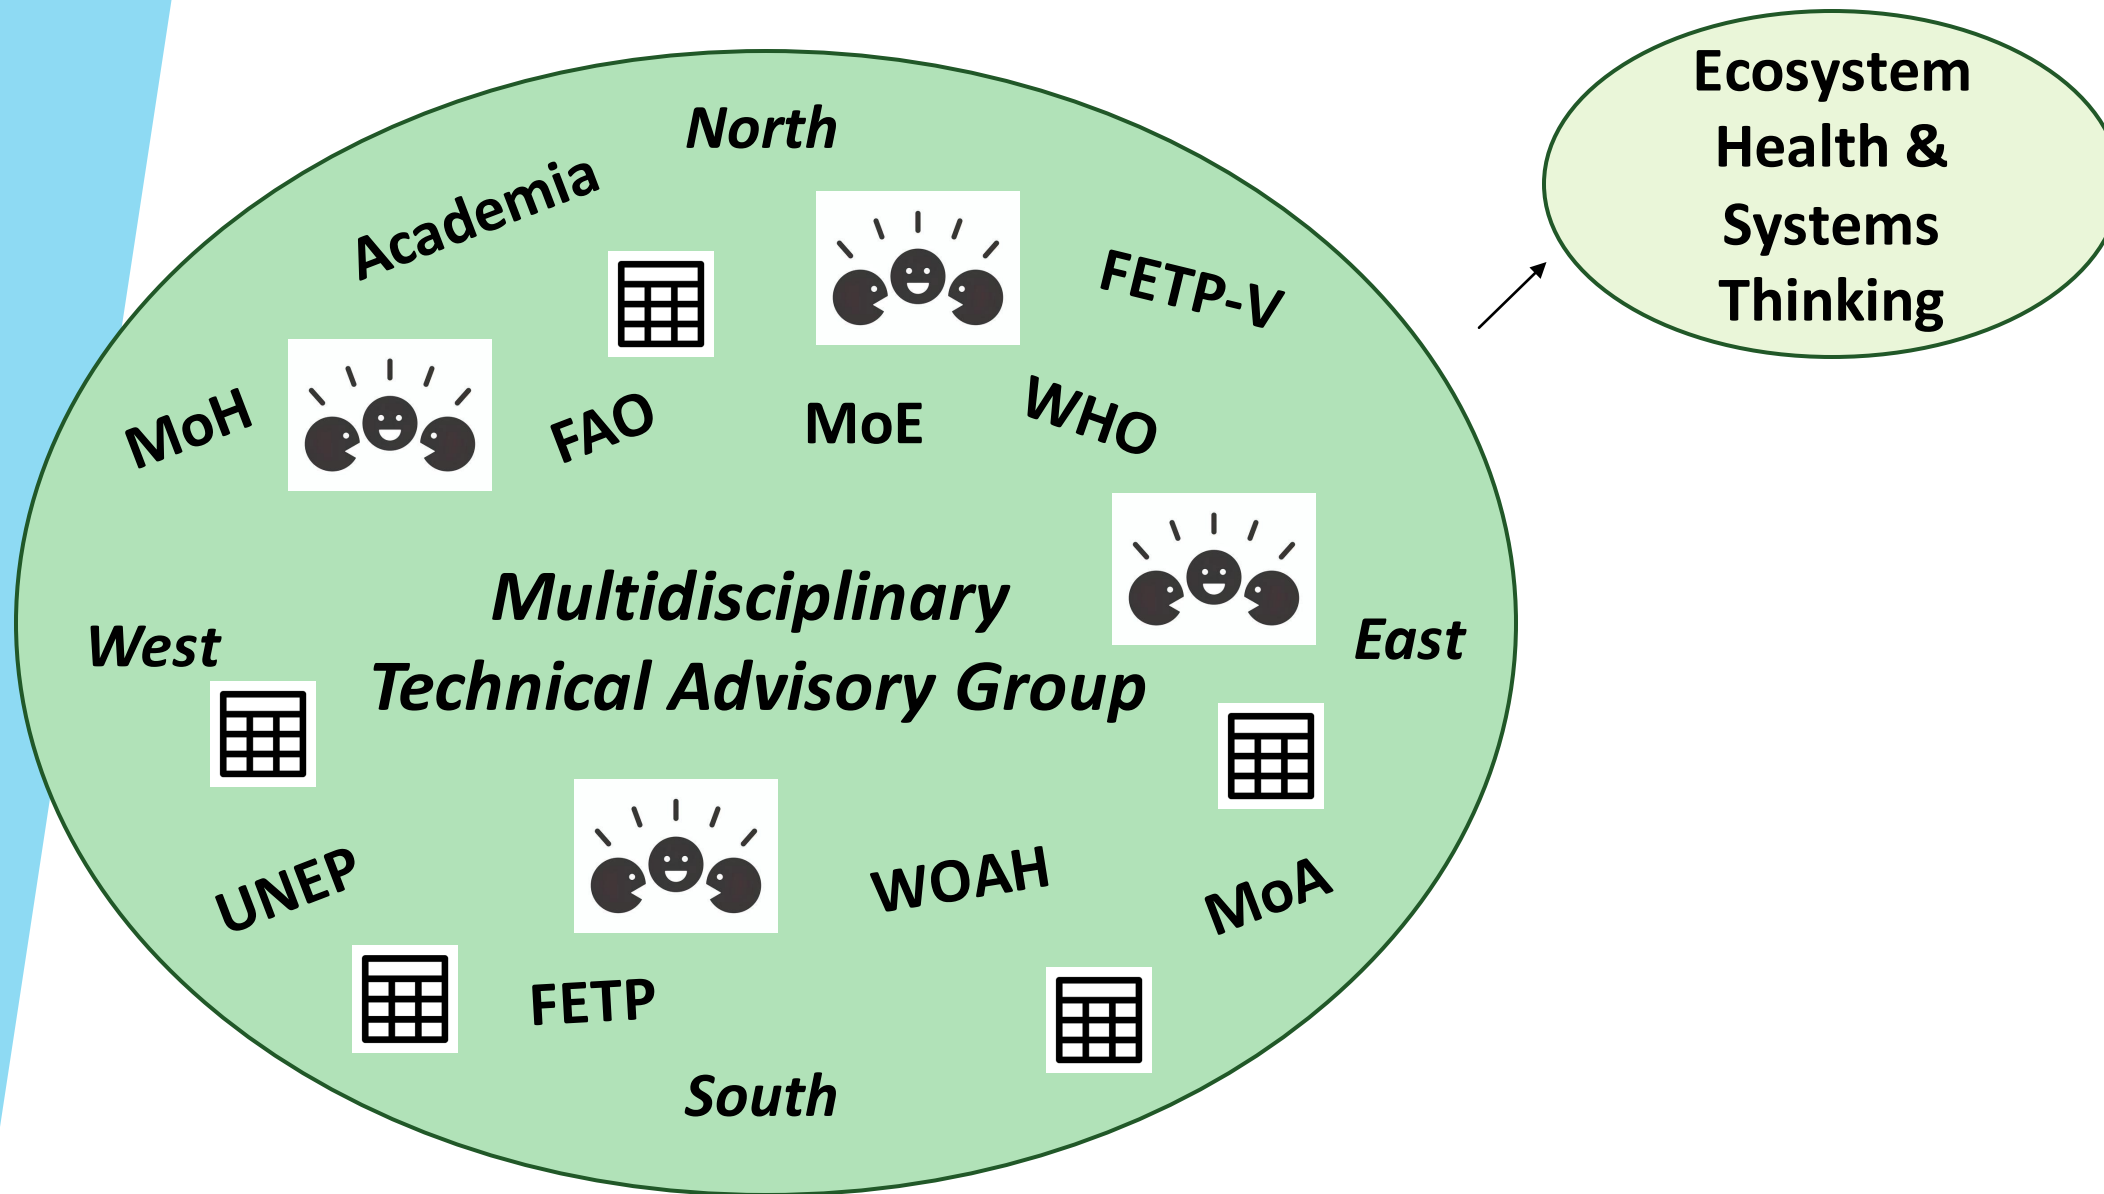 North
Academia
FETP-V
MoH
FAO
MoE
WHO
Multidisciplinary
Technical Advisory Group
West
East
UNEP
WOAH
MoA
FETP
South
Ecosystem
Health &
Systems
Thinking